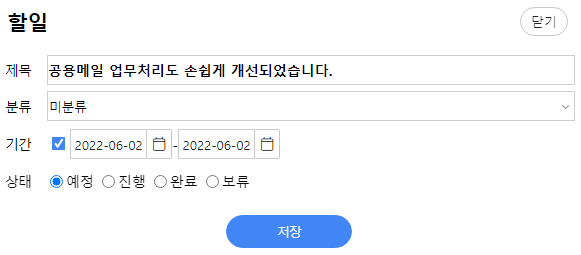 할일 닫기
제목 공용메일 업무처리도 손쉽게 개선되었습니다.
분류 미분류
기간 2022-06-02 - 2022-06-02
상태 예정 진행 완료 보류
저장